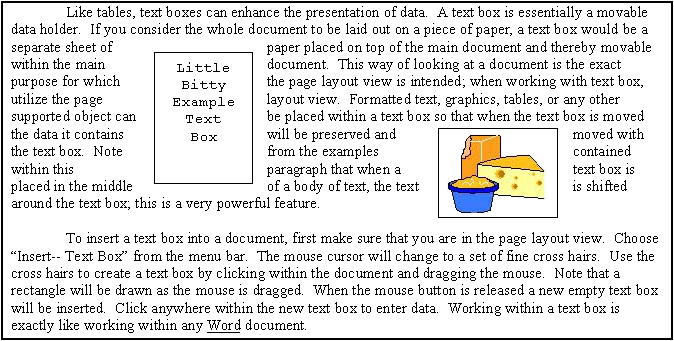 Like tables, text boxes can enhance the presentation of data. A text box is essentially a movable
data holder. If you consider the whole document to be laid out on a piece of paper, a text box would be a
separate sheet of paper placed on top of the main document and thereby movable
within the main document. This way of looking at a document is the exact
purpose for which the page layout view is intended; when working with text box,
utilize the page layout view. Formatted text, graphics, tables, or any other
supported object can be placed within a text box so that when the text box is moved
the data it contains will be preserved and moved with
the text box. Note from the examples contained
within this paragraph that when a text box is
placed in the middle of a body of text, the text is shifted
around the text box; this is a very powerful feature.
Little
Bitty
Example
Text
Box
To insert a text box into a document, first make sure that you are in the page layout view. Choose
“Insert-- Text Box” from the menu bar. The mouse cursor will change to a set of fine cross hairs. Use the
cross hairs to create a text box by clicking within the document and dragging the mouse. Note that a
rectangle will be drawn as the mouse is dragged. When the mouse button is released a new empty text box
will be inserted. Click anywhere within the new text box to enter data. Working within a text box is
exactly like working within any Word document.